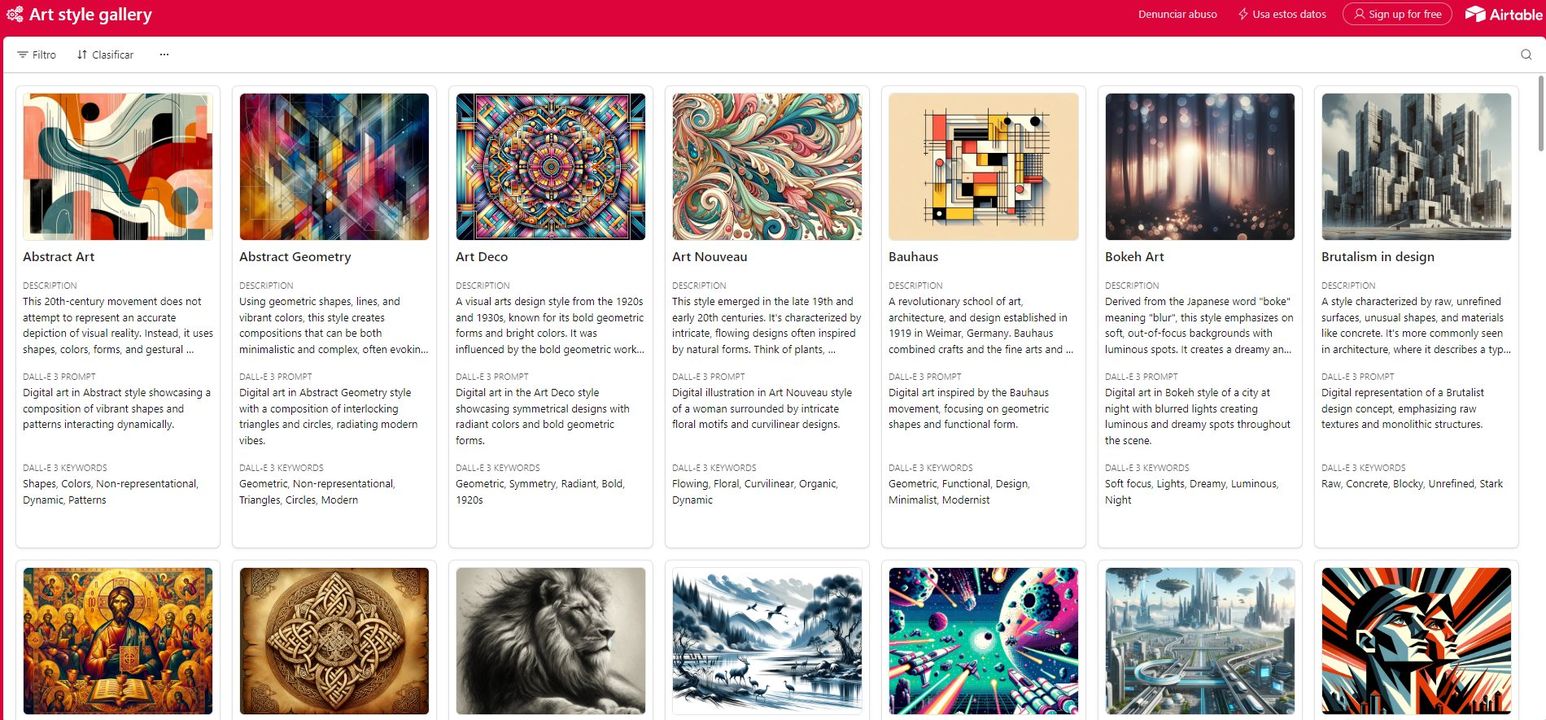 Art style gallery
Denunciar abuso
Usa estos datos
Sign up for free
Airtable
Filtro
Clasificar
...
Abstract Art
DESCRIPTION
This 20th-century movement does not
attempt to represent an accurate
depiction of visual reality. Instead, it uses
shapes, colors, forms, and gestural ...
DALL-E 3 PROMPT
Digital art in Abstract style showcasing a
composition of vibrant shapes and
patterns interacting dynamically.
DALL-E 3 KEYWORDS
Shapes, Colors, Non-representational,
Dynamic, Patterns
Abstract Geometry
DESCRIPTION
Using geometric shapes, lines, and
vibrant colors, this style creates
compositions that can be both
minimalistic and complex, often evokin...
DALL-E 3 PROMPT
Digital art in Abstract Geometry style
with a composition of interlocking
triangles and circles, radiating modern
vibes.
DALL-E 3 KEYWORDS
Geometric, Non-representational,
Triangles, Circles, Modern
Art Deco
DESCRIPTION
A visual arts design style from the 1920s
and 1930s, known for its bold geometric
forms and bright colors. It was
influenced by the bold geometric work...
DALL-E 3 PROMPT
Digital art in the Art Deco style
showcasing symmetrical designs with
radiant colors and bold geometric
forms.
DALL-E 3 KEYWORDS
Geometric, Symmetry, Radiant, Bold,
1920s
Art Nouveau
DESCRIPTION
This style emerged in the late 19th and
early 20th centuries. It's characterized by
intricate, flowing designs often inspired
by natural forms. Think of plants, ...
DALL-E 3 PROMPT
Digital illustration in Art Nouveau style
of a woman surrounded by intricate
floral motifs and curvilinear designs.
DALL-E 3 KEYWORDS
Flowing, Floral, Curvilinear, Organic,
Dynamic
Bauhaus
DESCRIPTION
A revolutionary school of art,
architecture, and design established in
1919 in Weimar, Germany. Bauhaus
combined crafts and the fine arts and ...
DALL-E 3 PROMPT
Digital art inspired by the Bauhaus
movement, focusing on geometric
shapes and functional form.
DALL-E 3 KEYWORDS
Geometric, Functional, Design,
Minimalist, Modernist
Bokeh Art
DESCRIPTION
Derived from the Japanese word "boke"
meaning "blur", this style emphasizes on
soft, out-of-focus backgrounds with
luminous spots. It creates a dreamy an...
DALL-E 3 PROMPT
Digital art in Bokeh style of a city at
night with blurred lights creating
luminous and dreamy spots throughout
the scene.
DALL-E 3 KEYWORDS
Soft focus, Lights, Dreamy, Luminous,
Night
Brutalism in design
DESCRIPTION
A style characterized by raw, unrefined
surfaces, unusual shapes, and materials
like concrete. It's more commonly seen
in architecture, where it describes a typ...
DALL-E 3 PROMPT
Digital representation of a Brutalist
design concept, emphasizing raw
textures and monolithic structures.
DALL-E 3 KEYWORDS
Raw, Concrete, Blocky, Unrefined, Stark